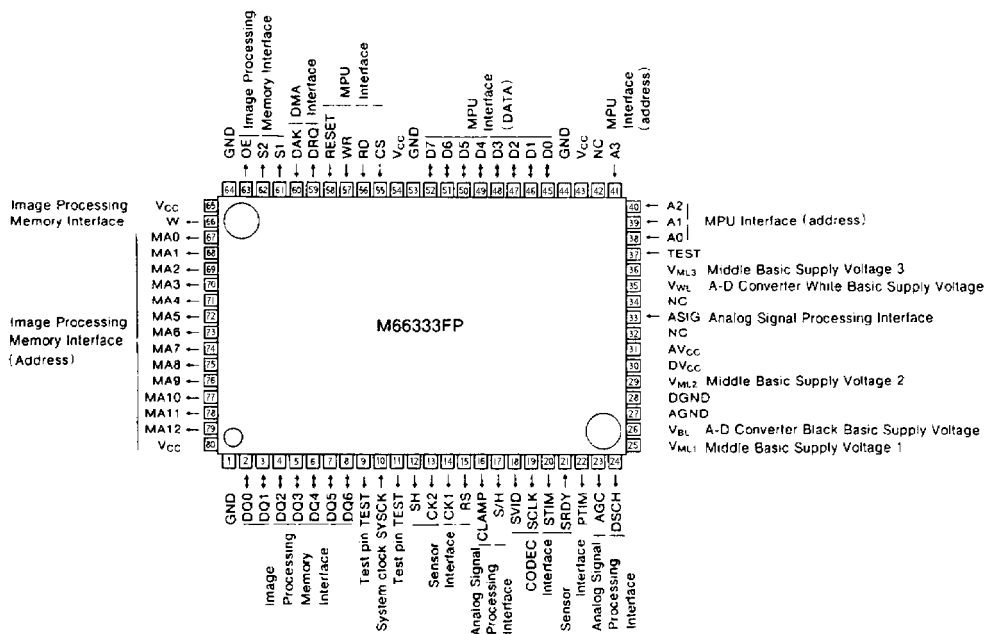 GND
OE
S2
S1
Image Processing
Memory Interface
DAK
DRQ
DMA
Interface
RESET
WR
RD
CS
MPU
Interface
VCC
GND
D7
D6
D5
D4
D3
D2
D1
D0
MPU
Interface
(DATA)
GND
VCC
NC
A3
MPU
Interface
(address)
64 63 62 61 60 59 58 57 56 55 54 53 52 51 50 49 48 47 46 45 44 43 42 41
Image Processing
Memory Interface
VCC 65
W 66
MA0 67
MA1 68
MA2 69
MA3 70
MA4 71
MA5 72
MA6 73
MA7 74
MA8 75
MA9 76
MA10 77
MA11 78
MA12 79
VCC 80
Image Processing
Memory Interface
(Address)
M66333FP
40 A2
39 A1
38 A0
MPU Interface (address)
37 TEST
36 VML3 Middle Basic Supply Voltage 3
35 VWL A-D Converter While Basic Supply Voltage
34 NC
33 ASIG Analog Signal Processing Interface
32 NC
31 AVCC
30 DVCC
29 VML2 Middle Basic Supply Voltage 2
28 DGND
27 AGND
26 VBL A-D Converter Black Basic Supply Voltage
25 VML1 Middle Basic Supply Voltage 1
1 2 3 4 5 6 7 8 9 10 11 12 13 14 15 16 17 18 19 20 21 22 23 24
GND
DQ0
DQ1
DQ2
DQ3
DQ4
DQ5
DQ6
Image
Processing
Memory
Interface
Test pin TEST
System clock SYSCK
Test pin TEST
SH
CK2
CK1
RS
Sensor
Interface
CLAMP
S/H
Analog Signal
Processing
Interface
SVID
SCLK
STIM
CODEC
Interface
SRDY
PTIM
Sensor
Interface
AGC
DSCH
Analog Signal
Processing
Interface